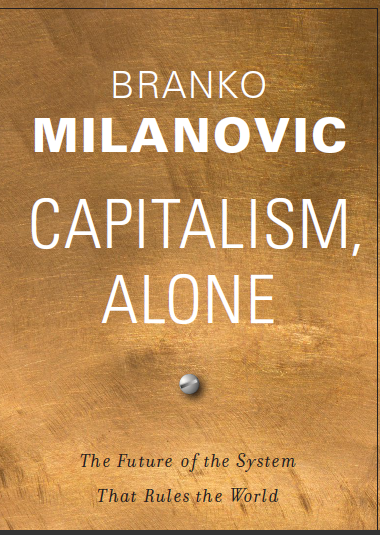 BRANKO
MILANOVIC
CAPITALISM,
ALONE
The Future of the System
That Rules the World